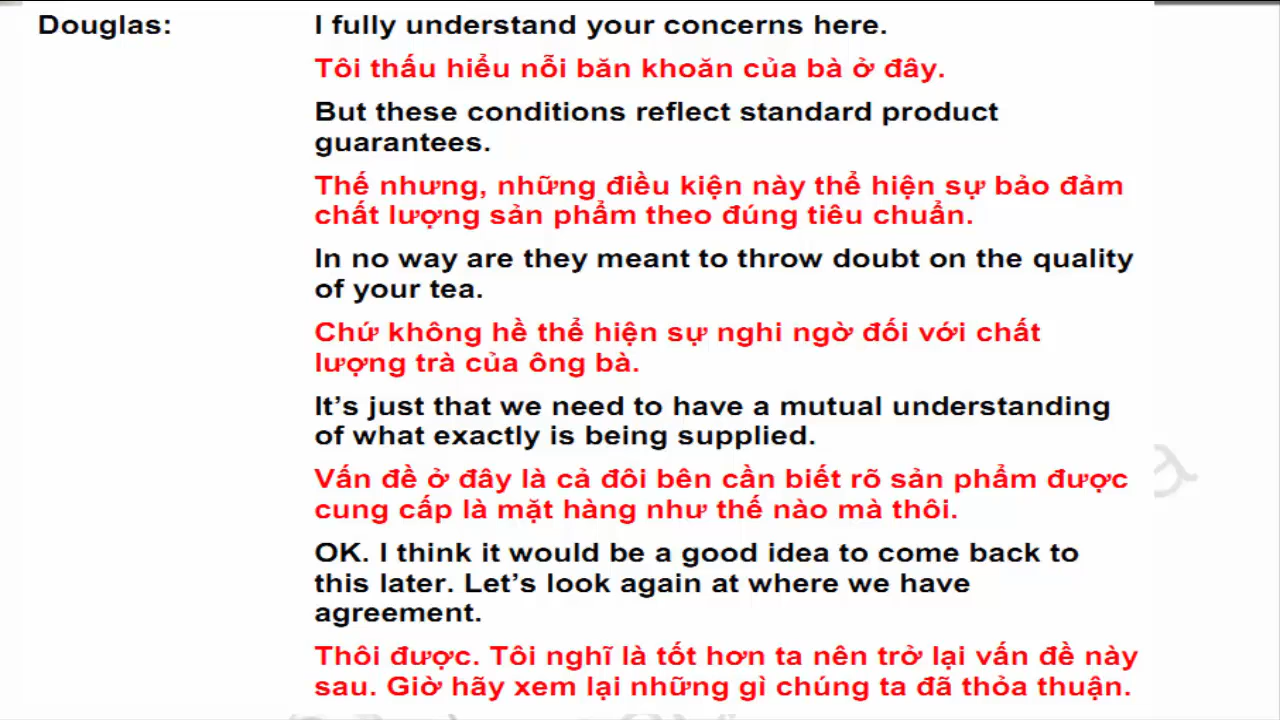 Douglas: I fully understand your concerns here.
Tôi thấu hiểu nỗi băn khoăn của bà ở đây.
But these conditions reflect standard product
guarantees.
Thế nhưng, những điều kiện này thể hiện sự bảo đảm
chất lượng sản phẩm theo đúng tiêu chuẩn.
In no way are they meant to throw doubt on the quality
of your tea.
Chứ không hề thể hiện sự nghi ngờ đối với chất
lượng trà của ông bà.
It's just that we need to have a mutual understanding
of what exactly is being supplied.
Vấn đề ở đây là cả đôi bên cần biết rõ sản phẩm được
cung cấp là mặt hàng như thế nào mà thôi.
OK. I think it would be a good idea to come back to
this later. Let's look again at where we have
agreement.
Thôi được. Tôi nghĩ là tốt hơn ta nên trở lại vấn đề này
sau. Giờ hãy xem lại những gì chúng ta đã thỏa thuận.